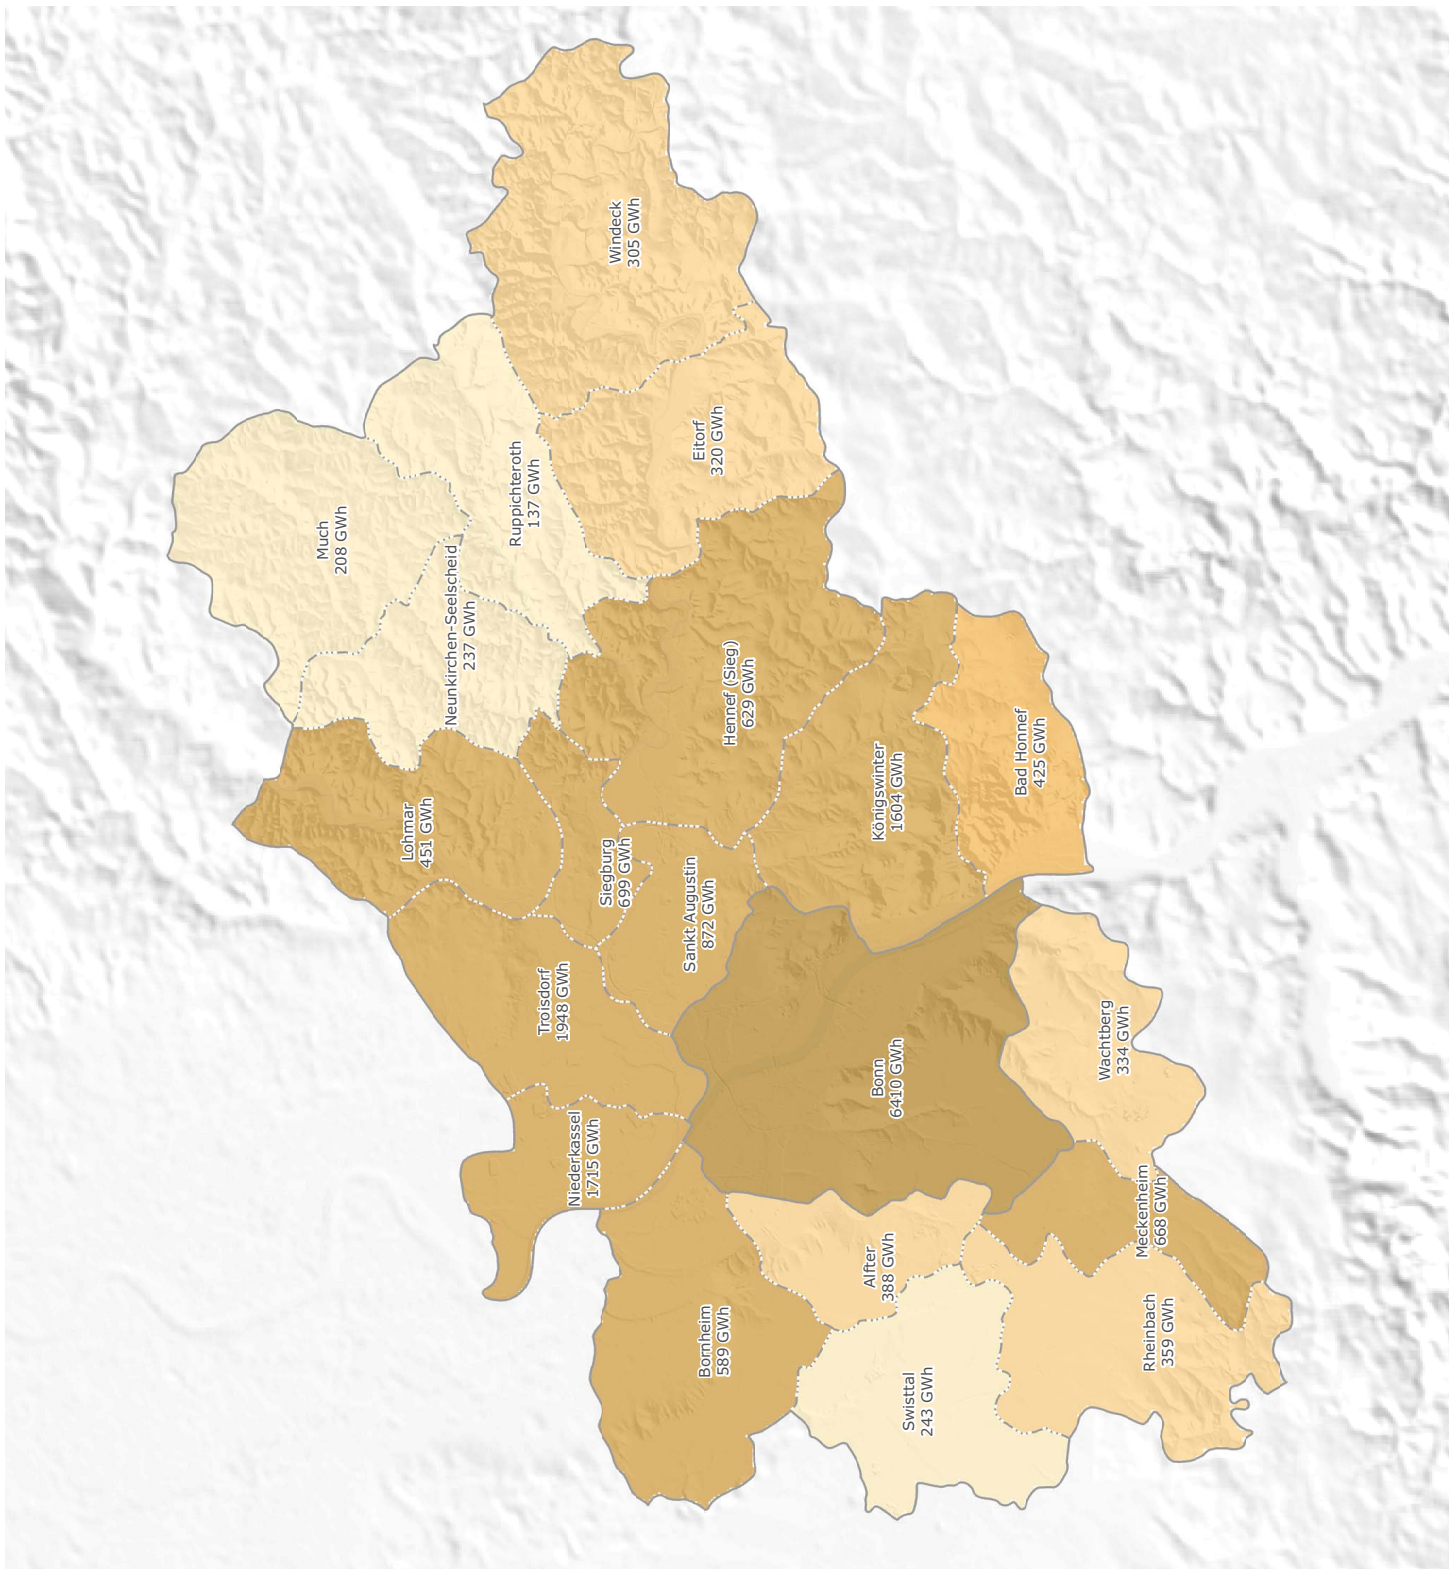 Much
208 GWh
Ruppichteroth
137 GWh
Windeck
305 GWh
Neunkirchen-Seelscheid
237 GWh
Eitorf
320 GWh
Lohmar
451 GWh
Siegburg
699 GWh
Hennef (Sieg)
629 GWh
Troisdorf
1948 GWh
Sankt Augustin
872 GWh
Königswinter
1604 GWh
Bad Honnef
425 GWh
Niederkassel
1715 GWh
Bonn
6410 GWh
Wachtberg
334 GWh
Bornheim
589 GWh
Alfter
388 GWh
Meckenheim
668 GWh
Swisttal
243 GWh
Rheinbach
359 GWh